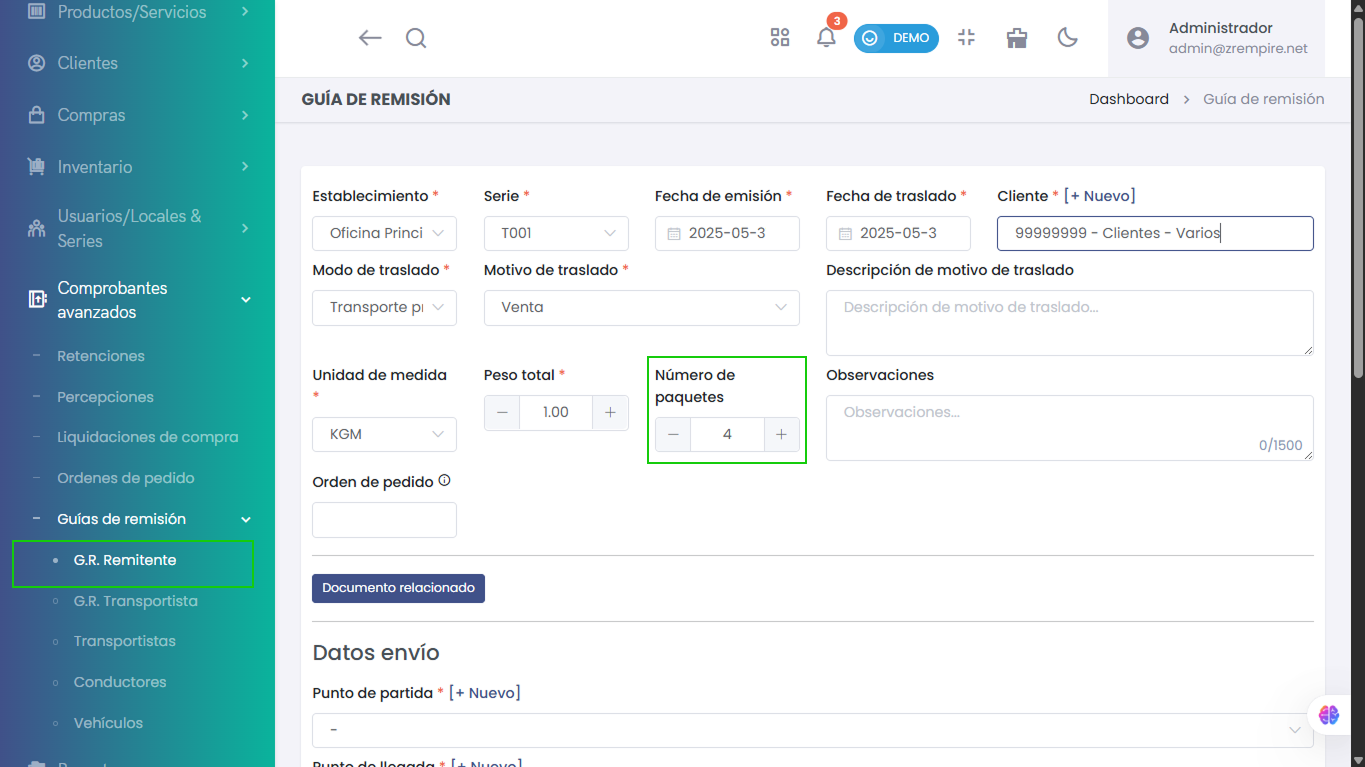 Productos/Servicios
Clientes
Compras
Inventario
Usuarios/Locales &
Series
Comprobantes
avanzados
Retenciones
Percepciones
Liquidaciones de compra
Ordenes de pedido
Guías de remisión
G.R. Remitente
G.R. Transportista
Transportistas
Conductores
Vehículos
3
DEMO
Administrador
admin@zrempire.net
GUÍA DE REMISIÓN
Dashboard > Guía de remisión
Establecimiento * Serie * Fecha de emisión * Fecha de traslado * Cliente * [+ Nuevo]
Oficina Princi T001 2025-05-3 2025-05-3 99999999 - Clientes - Varios
Modo de traslado * Motivo de traslado * Descripción de motivo de traslado
Transporte pr Venta Descripción de motivo de traslado...
Unidad de medida * Peso total * Número de paquetes Observaciones
KGM 1.00 4 Observaciones...
0/1500
Orden de pedido
Documento relacionado
Datos envío
Punto de partida * [+ Nuevo]
-
Punto de llegada * [+ Nuevo]